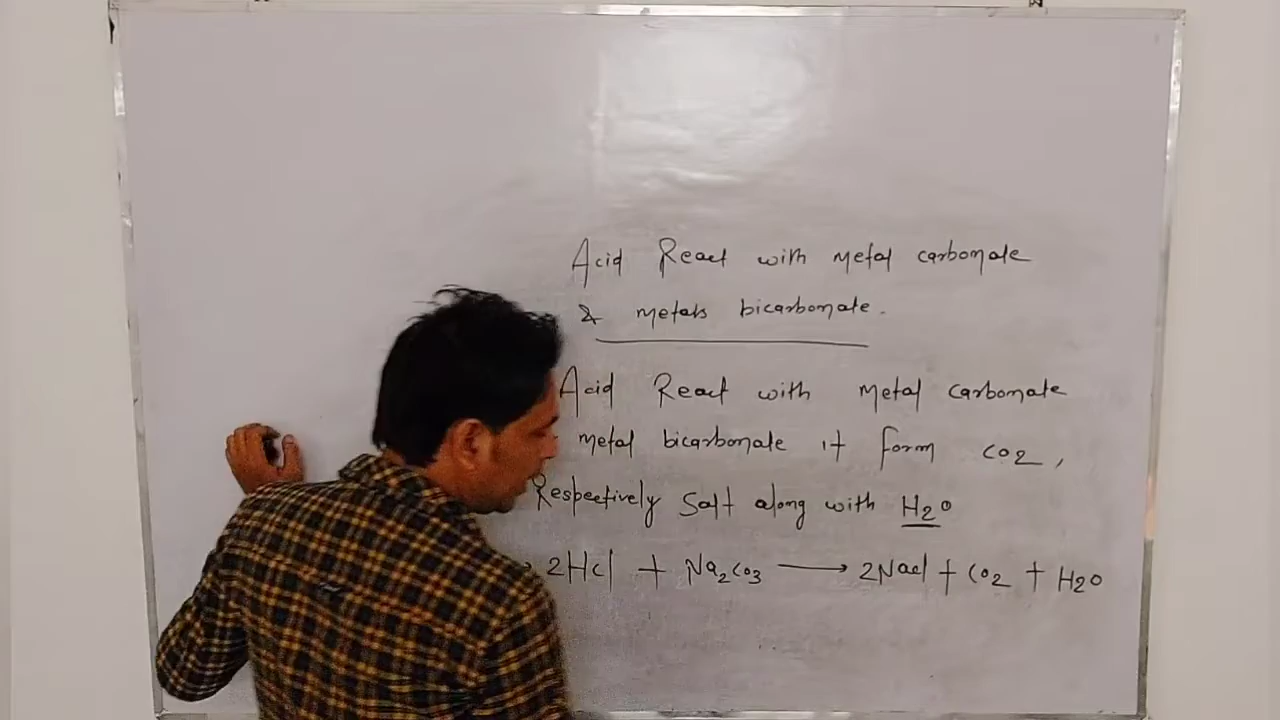 Acid React with metal carbonate
& metals bicarbonate.
Acid React with metal carbonate
metal bicarbonate it form CO2,
Respectively Salt along with H2O
→ 2HCl + Na2CO3 → 2NaCl + CO2 + H2O